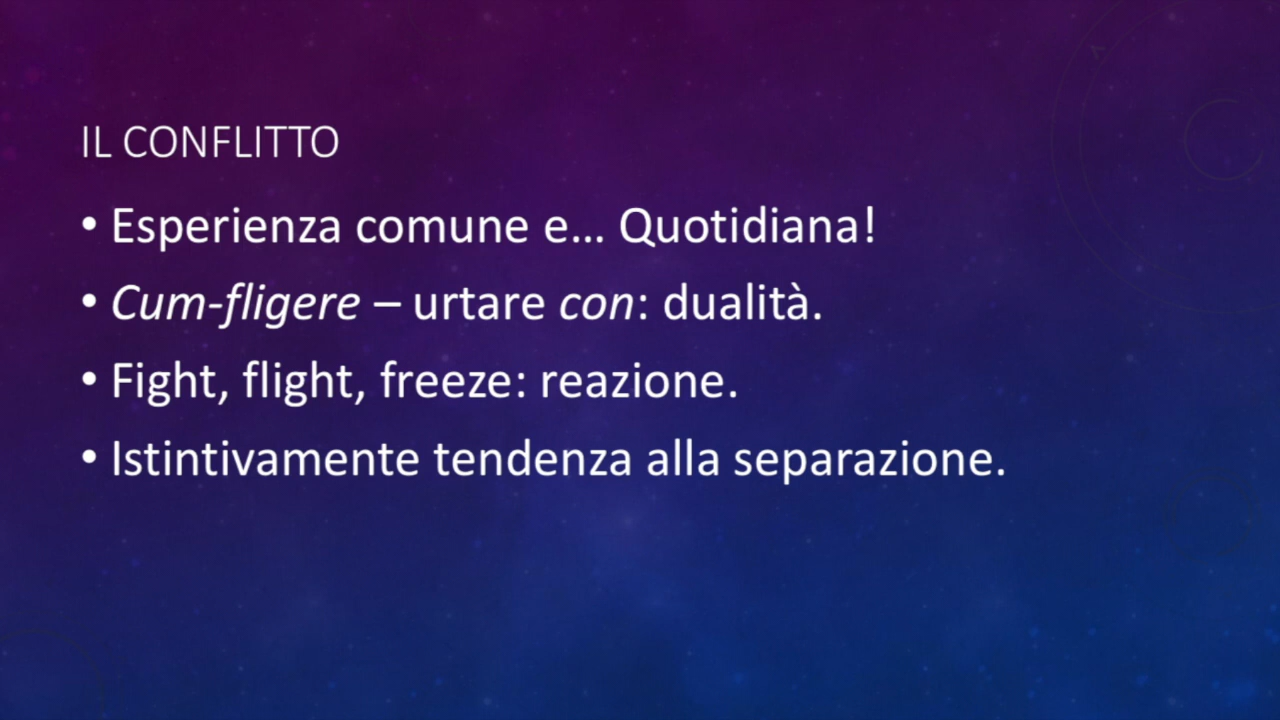 IL CONFLITTO
• Esperienza comune e... Quotidiana!
• Cum-fligere – urtare con: dualità.
• Fight, flight, freeze: reazione.
• Istintivamente tendenza alla separazione.